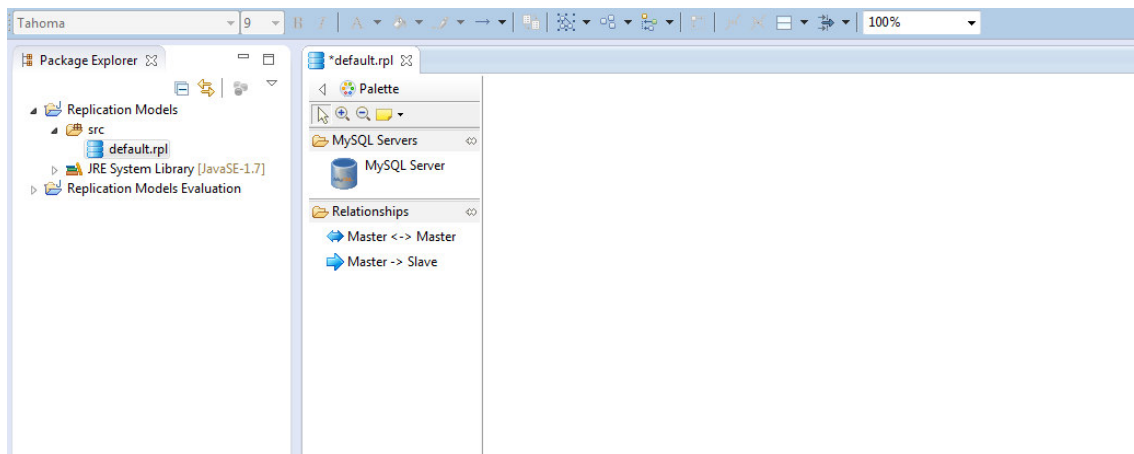 Tahoma 9 B I A 100%
Package Explorer
Replication Models
src
default.rpl
JRE System Library [JavaSE-1.7]
Replication Models Evaluation
*default.rpl
Palette
MySQL Servers
MySQL Server
Relationships
Master <-> Master
Master -> Slave